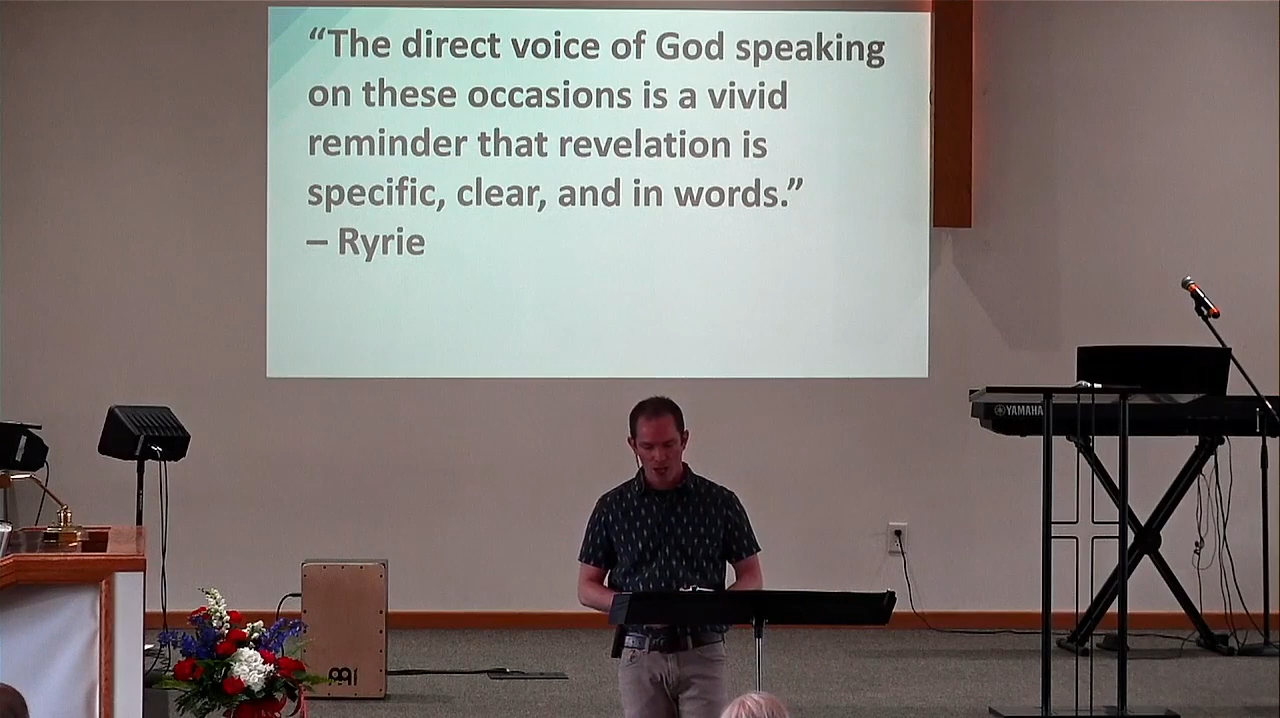 “The direct voice of God speaking
on these occasions is a vivid
reminder that revelation is
specific, clear, and in words.”
– Ryrie
YAMAHA